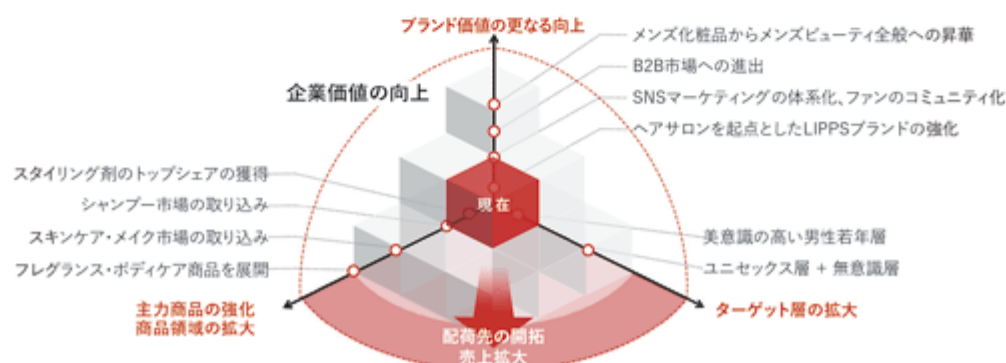 ブランド価値の更なる向上
メンズ化粧品からメンズビューティ全般への昇華
B2B市場への進出
企業価値の向上
SNSマーケティングの体系化、ファンのコミュニティ化
ヘアサロンを起点としたLIPPSブランドの強化
スタイリング剤のトップシェアの獲得
シャンプー市場の取り込み
スキンケア・メイク市場の取り込み
フレグランス・ボディケア商品を展開
現在
美意識の高い男性若年層
ユニセックス層 + 無意識層
主力商品の強化
商品領域の拡大
ターゲット層の拡大
配荷先の開拓
売上拡大